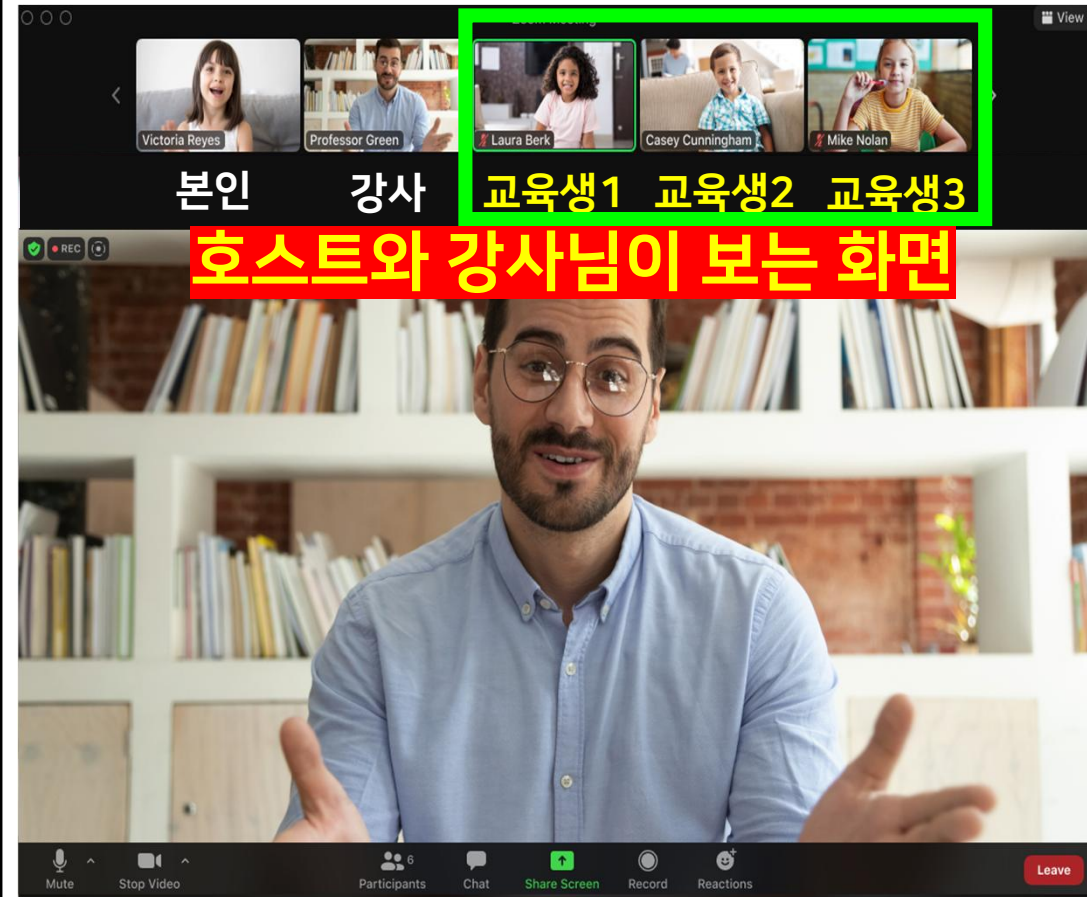 View
Victoria Reyes
Professor Green
Laura Berk
Casey Cunningham
Mike Nolan
본인
강사
교육생1
교육생2
교육생3
REC
호스트와 강사님이 보는 화면
6
Mute
Stop Video
Participants
Chat
Share Screen
Record
Reactions
Leave